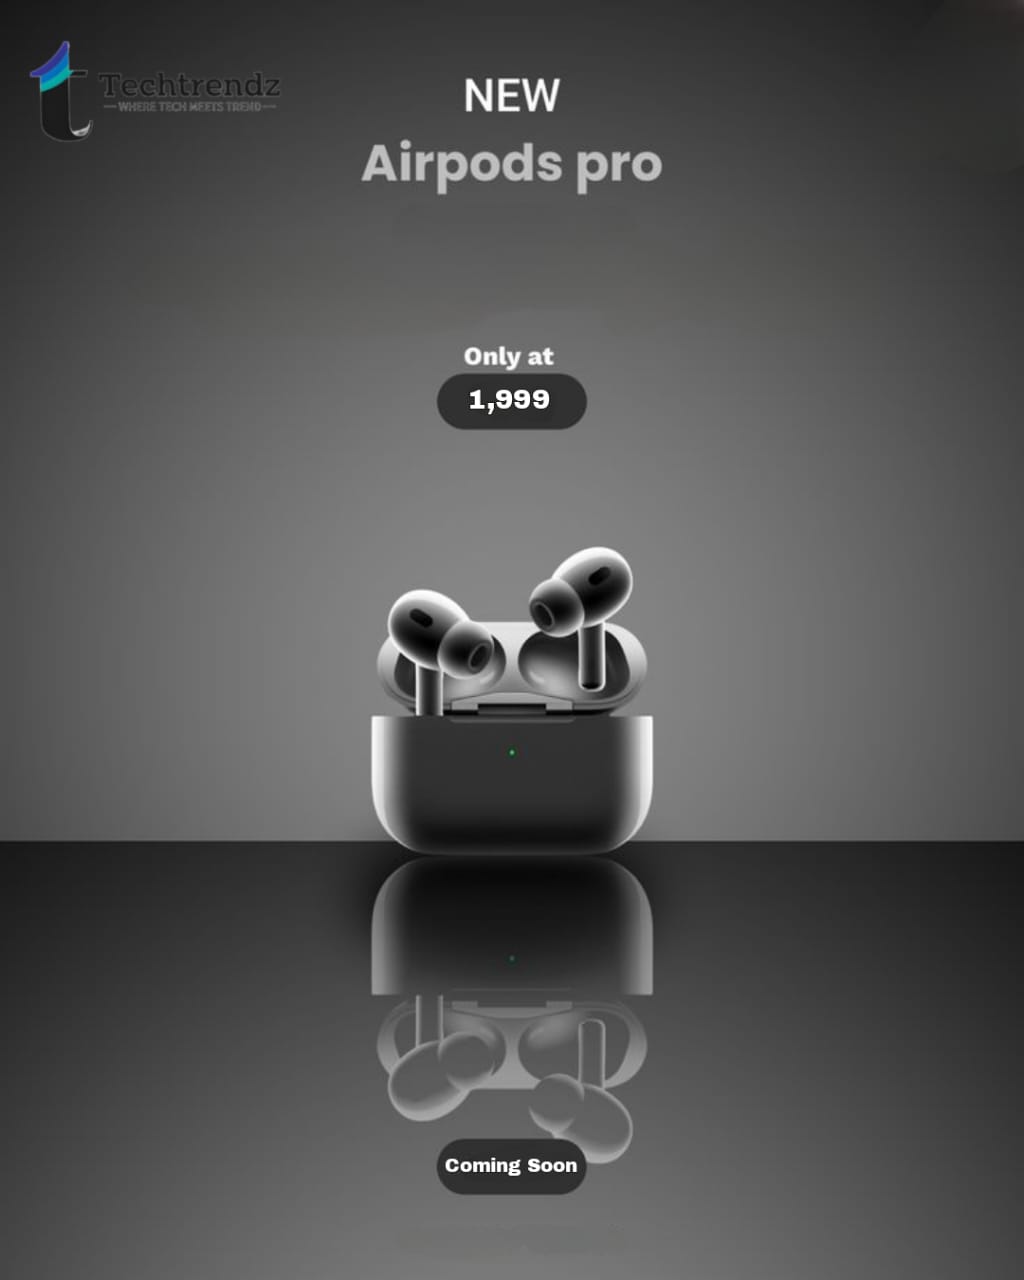 Techtrendz
WHERE TECH MEETS TREND
NEW
Airpods pro
Only at
1,999
Coming Soon